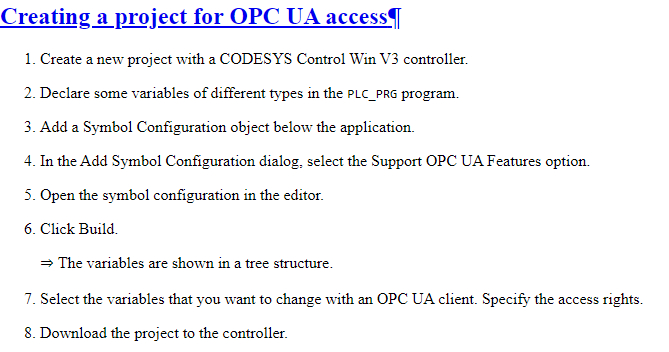 Creating a project for OPC UA access¶
1. Create a new project with a CODESYS Control Win V3 controller.
2. Declare some variables of different types in the PLC_PRG program.
3. Add a Symbol Configuration object below the application.
4. In the Add Symbol Configuration dialog, select the Support OPC UA Features option.
5. Open the symbol configuration in the editor.
6. Click Build.
⇒ The variables are shown in a tree structure.
7. Select the variables that you want to change with an OPC UA client. Specify the access rights.
8. Download the project to the controller.